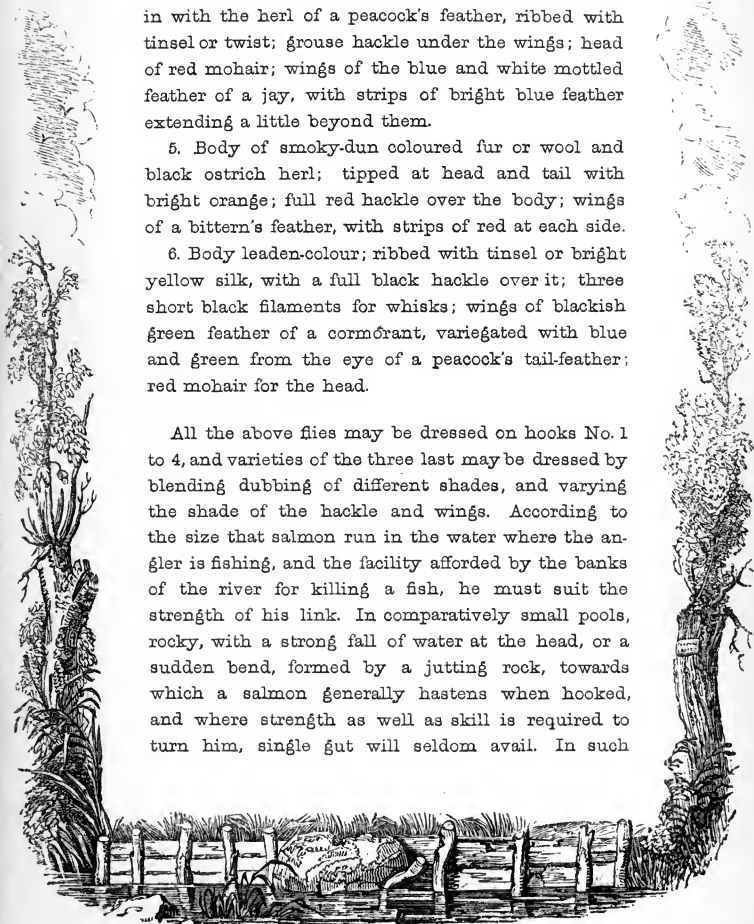 in with the herl of a peacock's feather, ribbed with
tinsel or twist; grouse hackle under the wings; head
of red mohair; wings of the blue and white mottled
feather of a jay, with strips of bright blue feather
extending a little beyond them.
5. Body of smoky-dun coloured fur or wool and
black ostrich herl; tipped at head and tail with
bright orange; full red hackle over the body; wings
of a bittern's feather, with strips of red at each side.
6. Body leaden-colour; ribbed with tinsel or bright
yellow silk, with a full black hackle over it; three
short black filaments for whisks; wings of blackish
green feather of a cormórant, variegated with blue
and green from the eye of a peacock's tail-feather;
red mohair for the head.
All the above flies may be dressed on hooks No. 1
to 4, and varieties of the three last may be dressed by
blending dubbing of different shades, and varying
the shade of the hackle and wings. According to
the size that salmon run in the water where the an-
gler is fishing, and the facility afforded by the banks
of the river for killing a fish, he must suit the
strength of his link. In comparatively small pools,
rocky, with a strong fall of water at the head, or a
sudden bend, formed by a jutting rock, towards
which a salmon generally hastens when hooked,
and where strength as well as skill is required to
turn him, single gut will seldom avail. In such